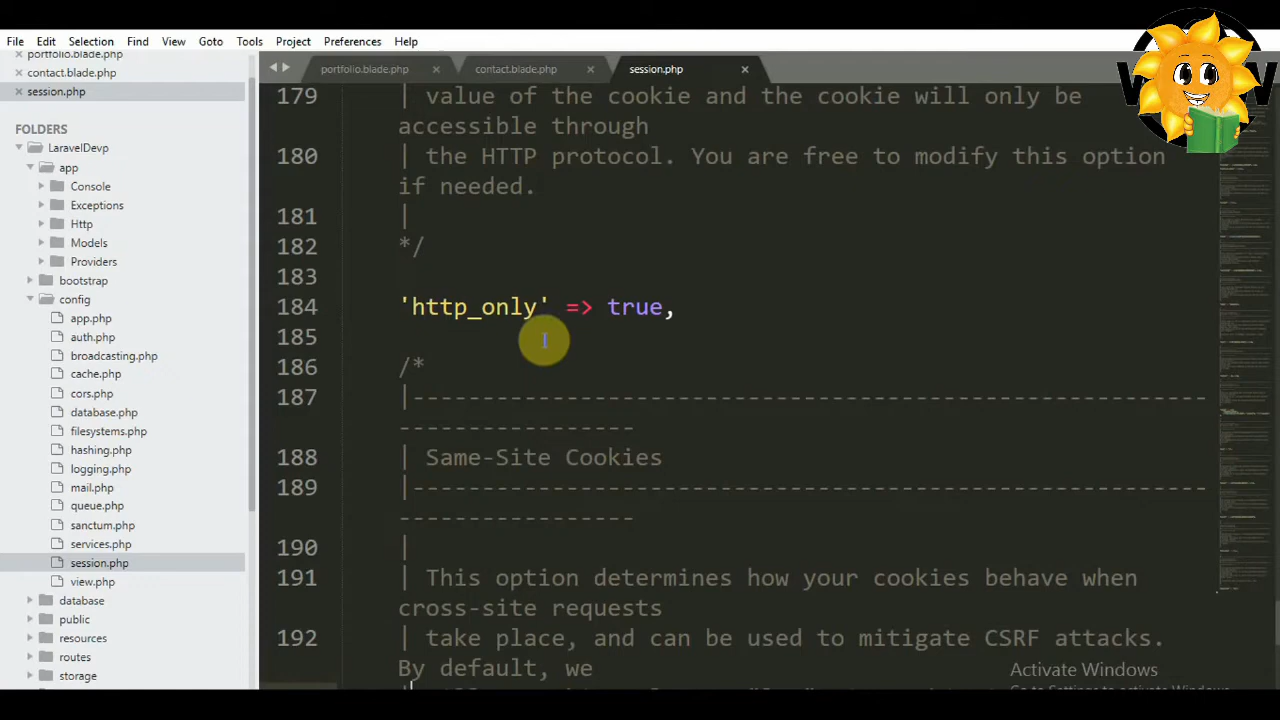 File Edit Selection Find View Goto Tools Project Preferences Help
portfolio.blade.php
contact.blade.php
session.php
FOLDERS
LaravelDevp
app
Console
Exceptions
Http
Models
Providers
bootstrap
config
app.php
auth.php
broadcasting.php
cache.php
cors.php
database.php
filesystems.php
hashing.php
logging.php
mail.php
queue.php
sanctum.php
services.php
session.php
view.php
database
public
resources
routes
storage
portfolio.blade.php contact.blade.php session.php
179 | value of the cookie and the cookie will only be
accessible through
180 | the HTTP protocol. You are free to modify this option
if needed.
181 |
182 */
183
184 'http_only' => true,
185
186 /*
187 |---------------------------------------------------------
-----------------
188 | Same-Site Cookies
189 |---------------------------------------------------------
-----------------
190 |
191 | This option determines how your cookies behave when
cross-site requests
192 | take place, and can be used to mitigate CSRF attacks.
By default, we
Activate Windows